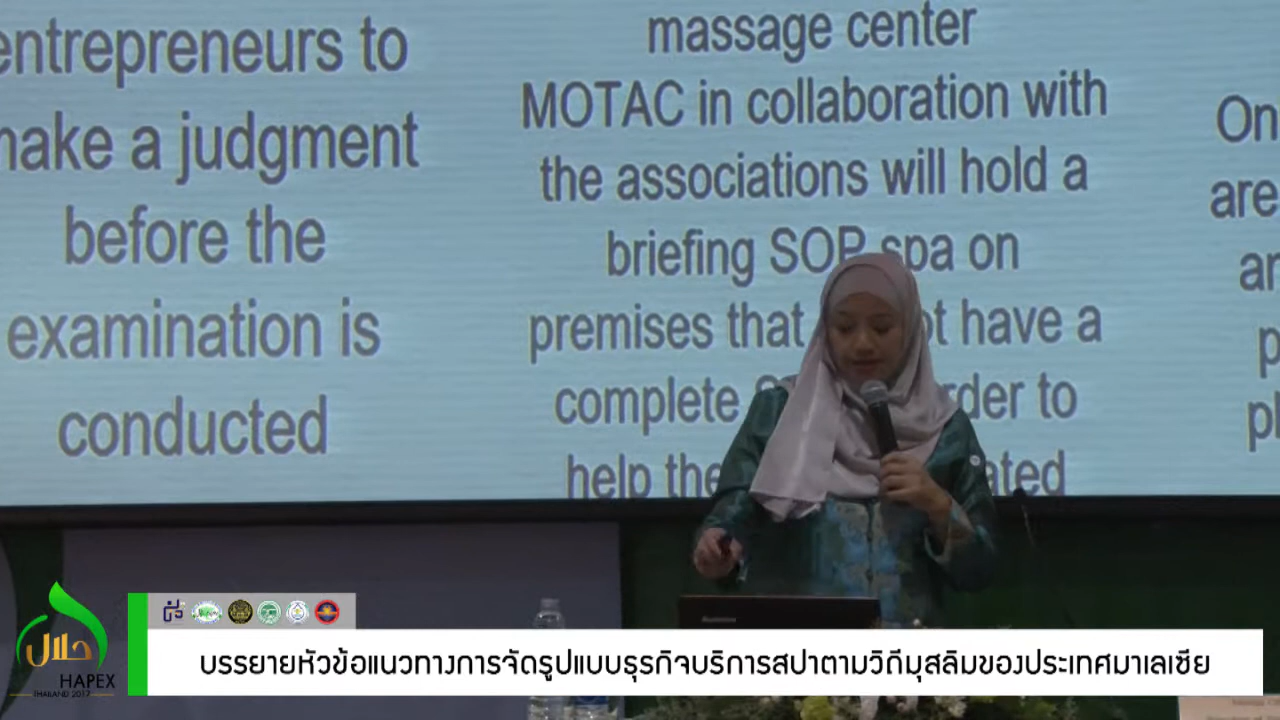 entrepreneurs to
make a judgment
before the
examination is
conducted
massage center
MOTAC in collaboration with
the associations will hold a
briefing SOP spa on
premises that have a
complete order to
help the
On
are
حلال
HAPEX
THAILAND 2017
บรรยายหัวข้อแนวทางการจัดรูปแบบธุรกิจบริการสปาตามวิถีมุสลิมของประเทศมาเลเซีย